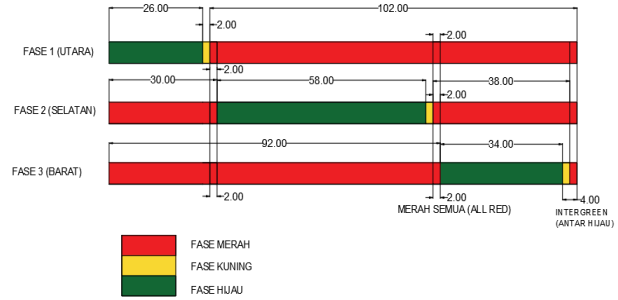 26.00
102.00
2.00
2.00
FASE 1 (UTARA)
30.00
2.00
58.00
38.00
2.00
FASE 2 (SELATAN)
92.00
34.00
FASE 3 (BARAT)
2.00
2.00
4.00
MERAH SEMUA (ALL RED)
INTERGREEN
(ANTAR HIJAU)
FASE MERAH
FASE KUNING
FASE HIJAU